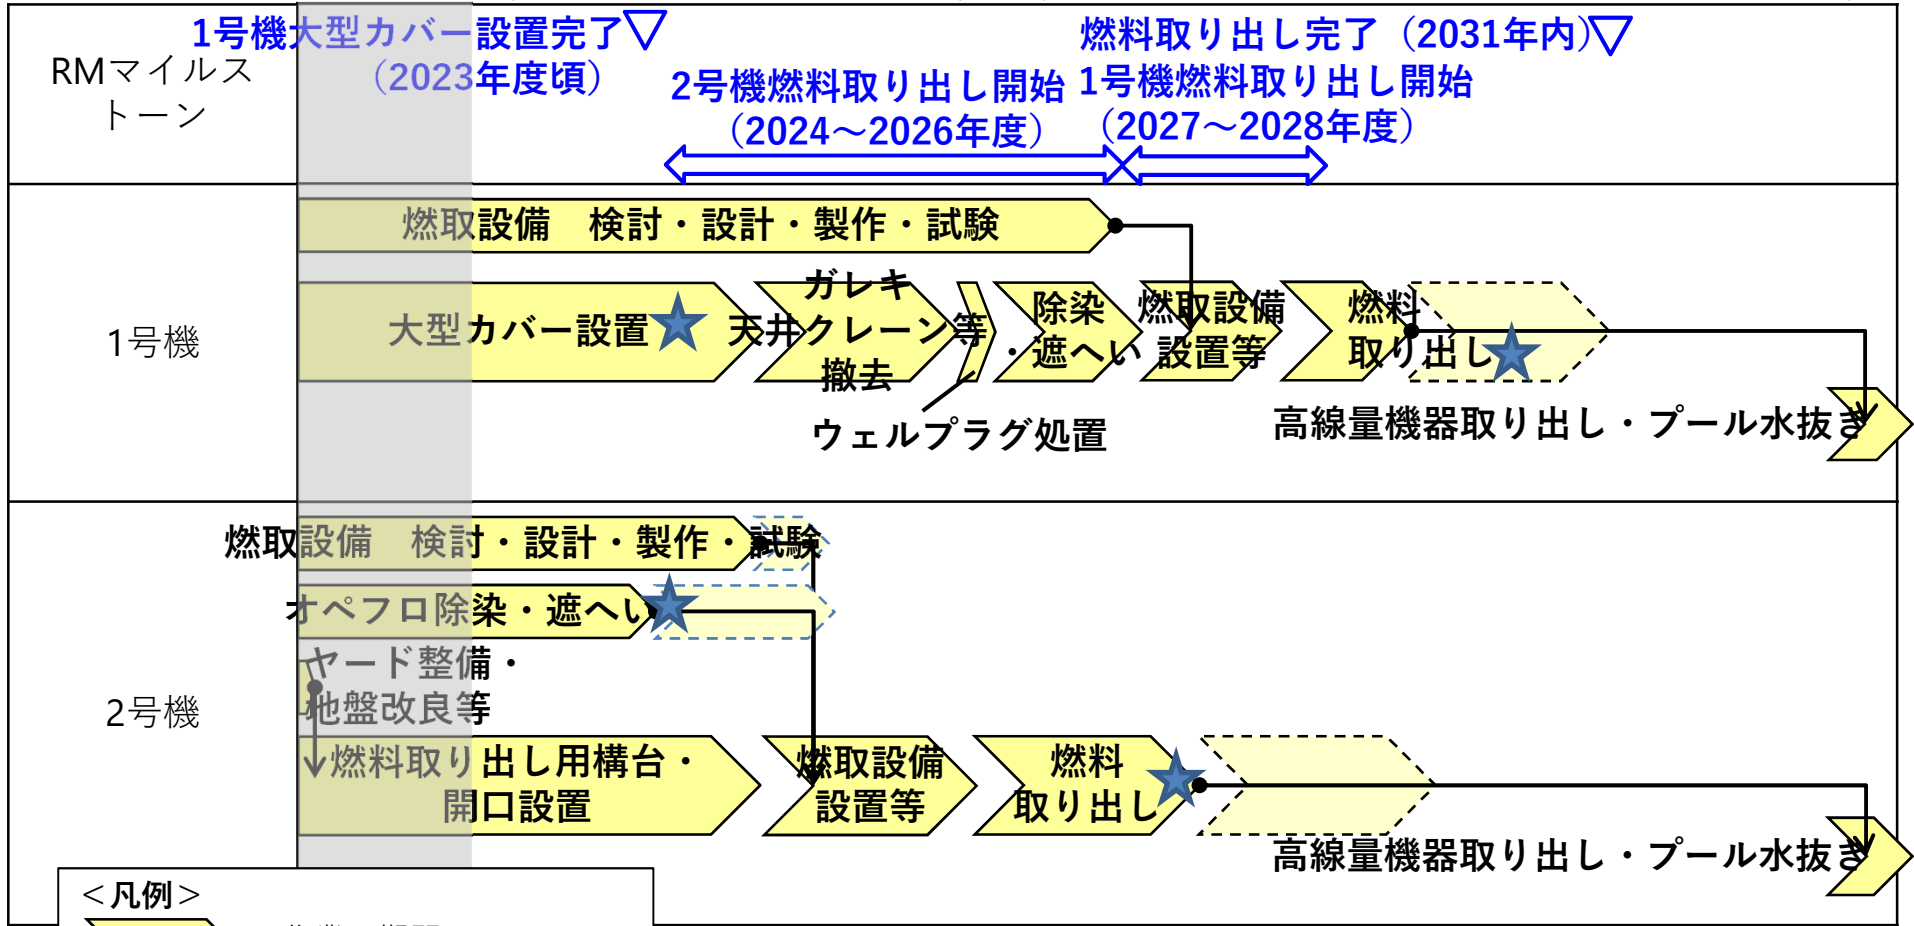 1号機大型カバー設置完了
（2023年度頃）
燃料取り出し完了（2031年内）
RMマイルス
トーン
2号機燃料取り出し開始
（2024～2026年度）
1号機燃料取り出し開始
（2027～2028年度）
1号機
燃取設備　検討・設計・製作・試験
大型カバー設置
ガレキ
天井クレーン等
撤去
ウェルプラグ処置
除染
・遮へい
燃取設備
設置等
燃料
取り出し
高線量機器取り出し・プール水抜き
2号機
燃取設備　検討・設計・製作・試験
オペフロ除染・遮へい
ヤード整備・
地盤改良等
燃料取り出し用構台・
開口設置
燃取設備
設置等
燃料
取り出し
高線量機器取り出し・プール水抜き
＜凡例＞